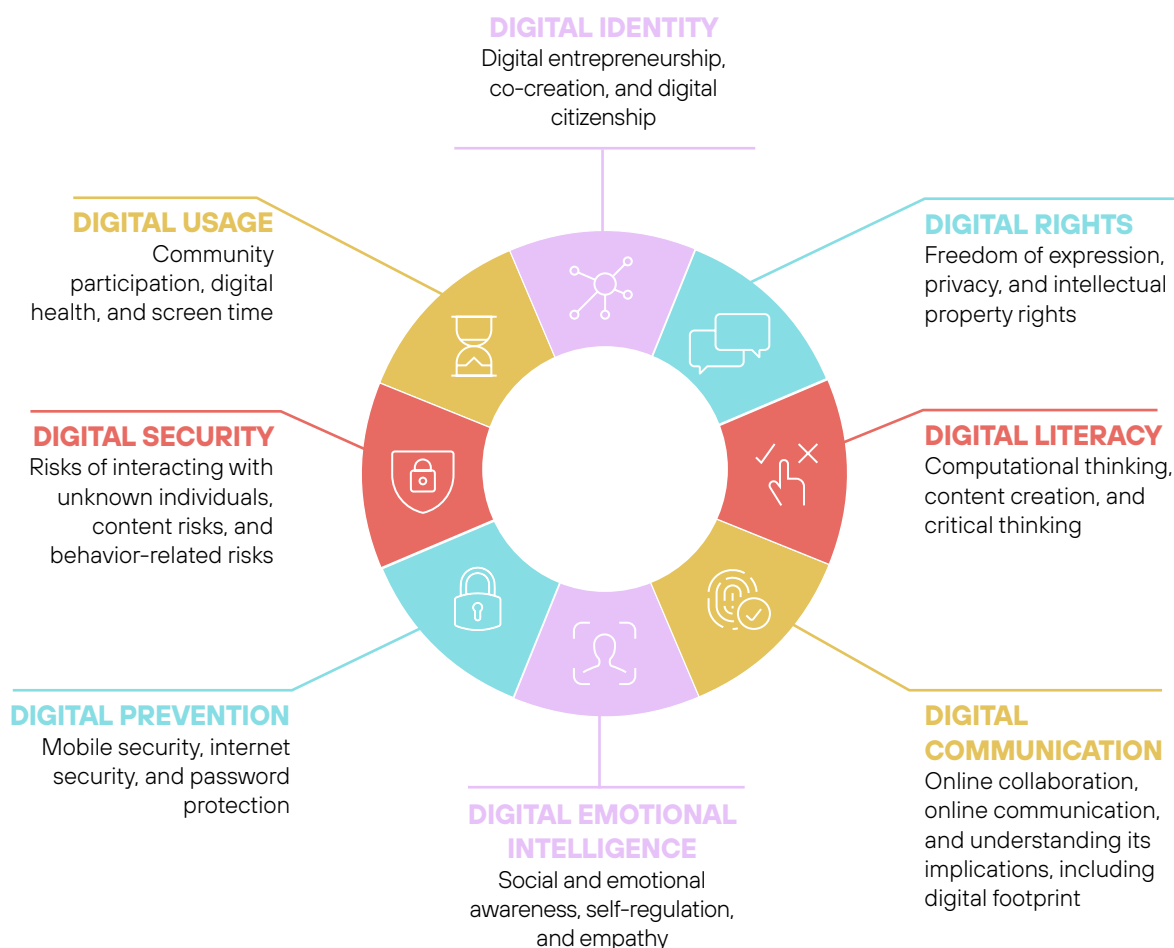 DIGITAL IDENTITY
Digital entrepreneurship,
co-creation, and digital
citizenship
DIGITAL USAGE
Community
participation, digital
health, and screen time
DIGITAL RIGHTS
Freedom of expression,
privacy, and intellectual
property rights
DIGITAL SECURITY
Risks of interacting with
unknown individuals,
content risks, and
behavior-related risks
DIGITAL LITERACY
Computational thinking,
content creation, and
critical thinking
DIGITAL PREVENTION
Mobile security, internet
security, and password
protection
DIGITAL EMOTIONAL
INTELLIGENCE
Social and emotional
awareness, self-regulation,
and empathy
DIGITAL
COMMUNICATION
Online collaboration,
online communication,
and understanding its
implications, including
digital footprint